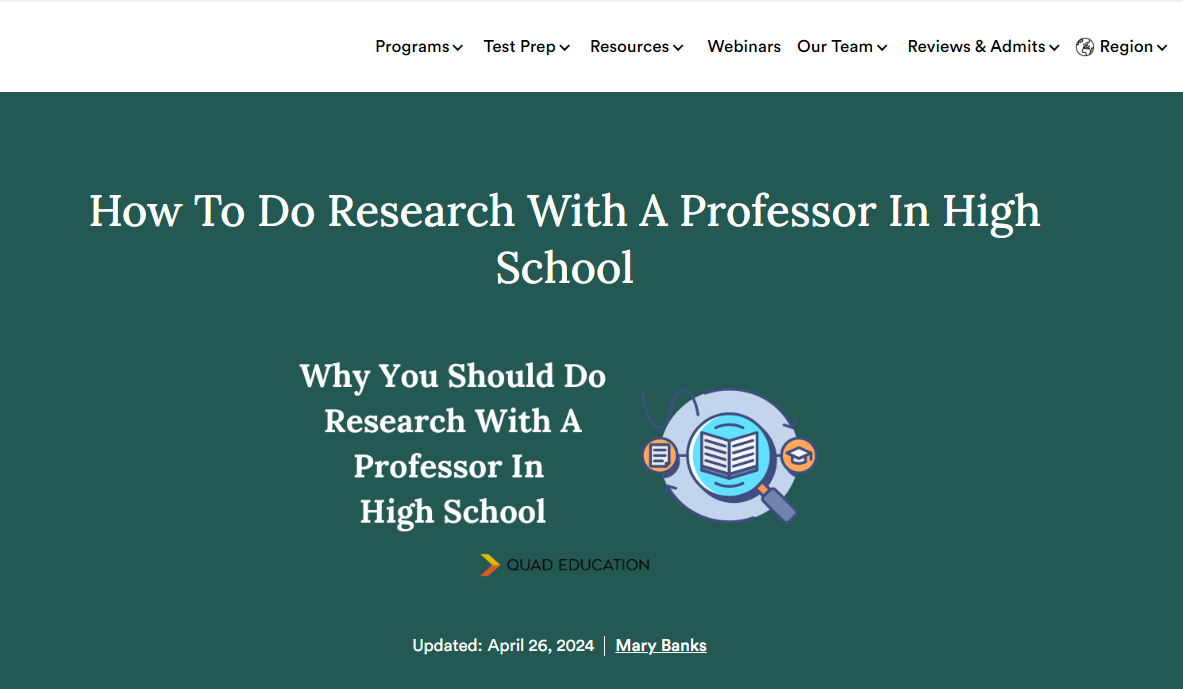 Programs Test Prep Resources Webinars Our Team Reviews & Admits Region
How To Do Research With A Professor In High
School
Why You Should Do
Research With A
Professor In
High School
QUAD EDUCATION
Updated: April 26, 2024 | Mary Banks